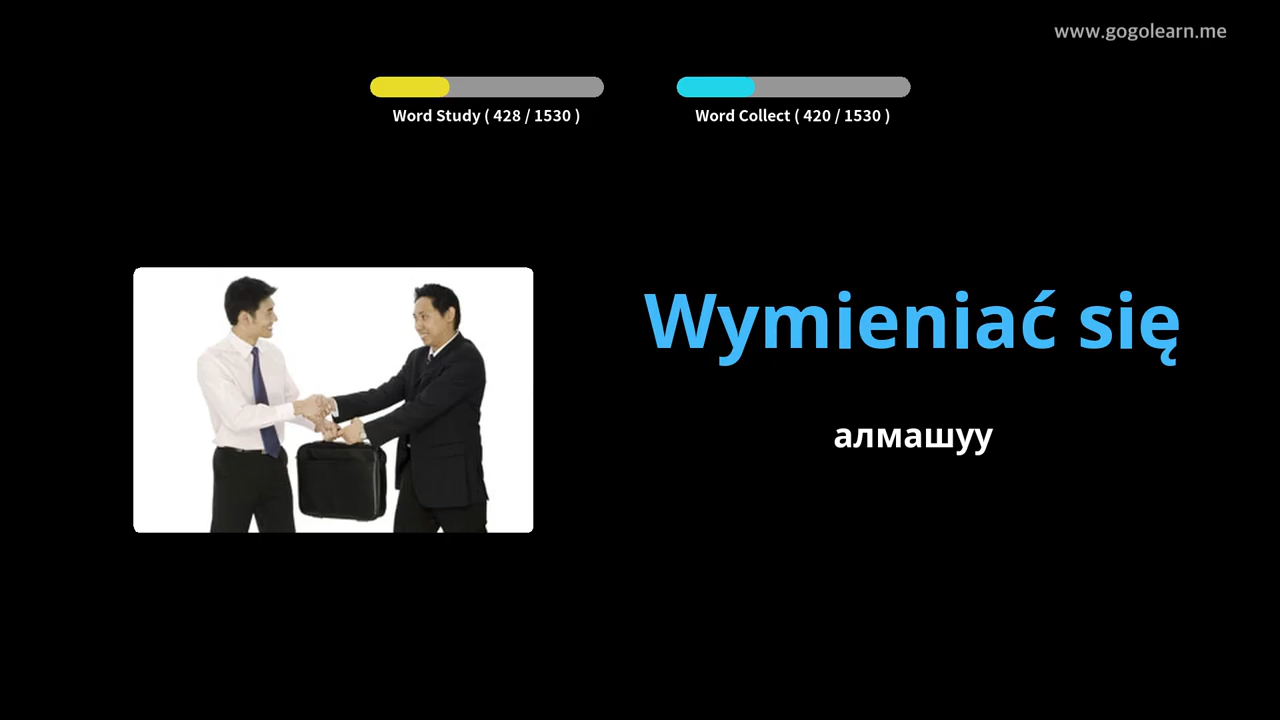 www.gogolearn.me
Word Study ( 428 / 1530 )
Word Collect ( 420 / 1530 )
Wymieniać się
алмашуу